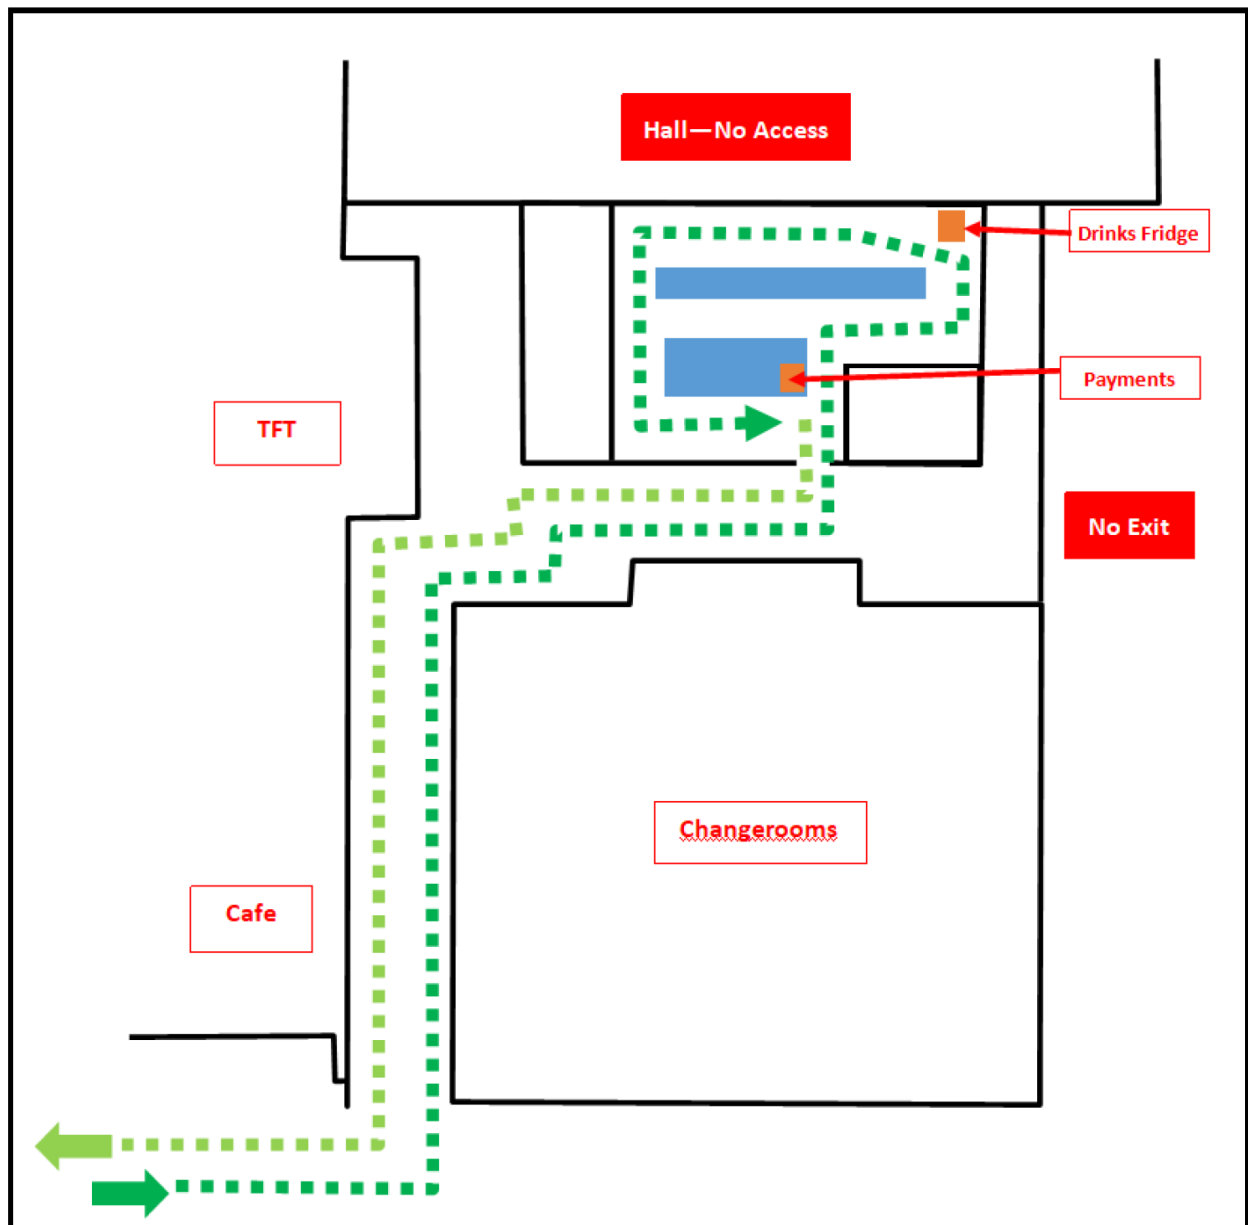 Hall—No Access
Drinks Fridge
Payments
TFT
No Exit
Changerooms
Cafe